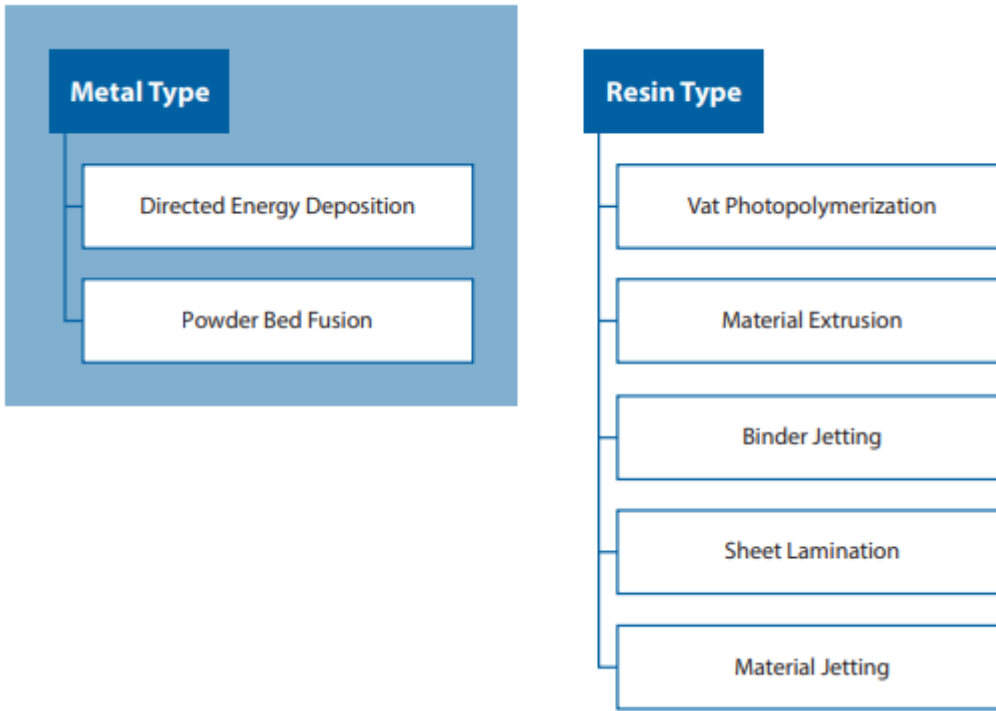 Metal Type
Directed Energy Deposition
Powder Bed Fusion
Resin Type
Vat Photopolymerization
Material Extrusion
Binder Jetting
Sheet Lamination
Material Jetting